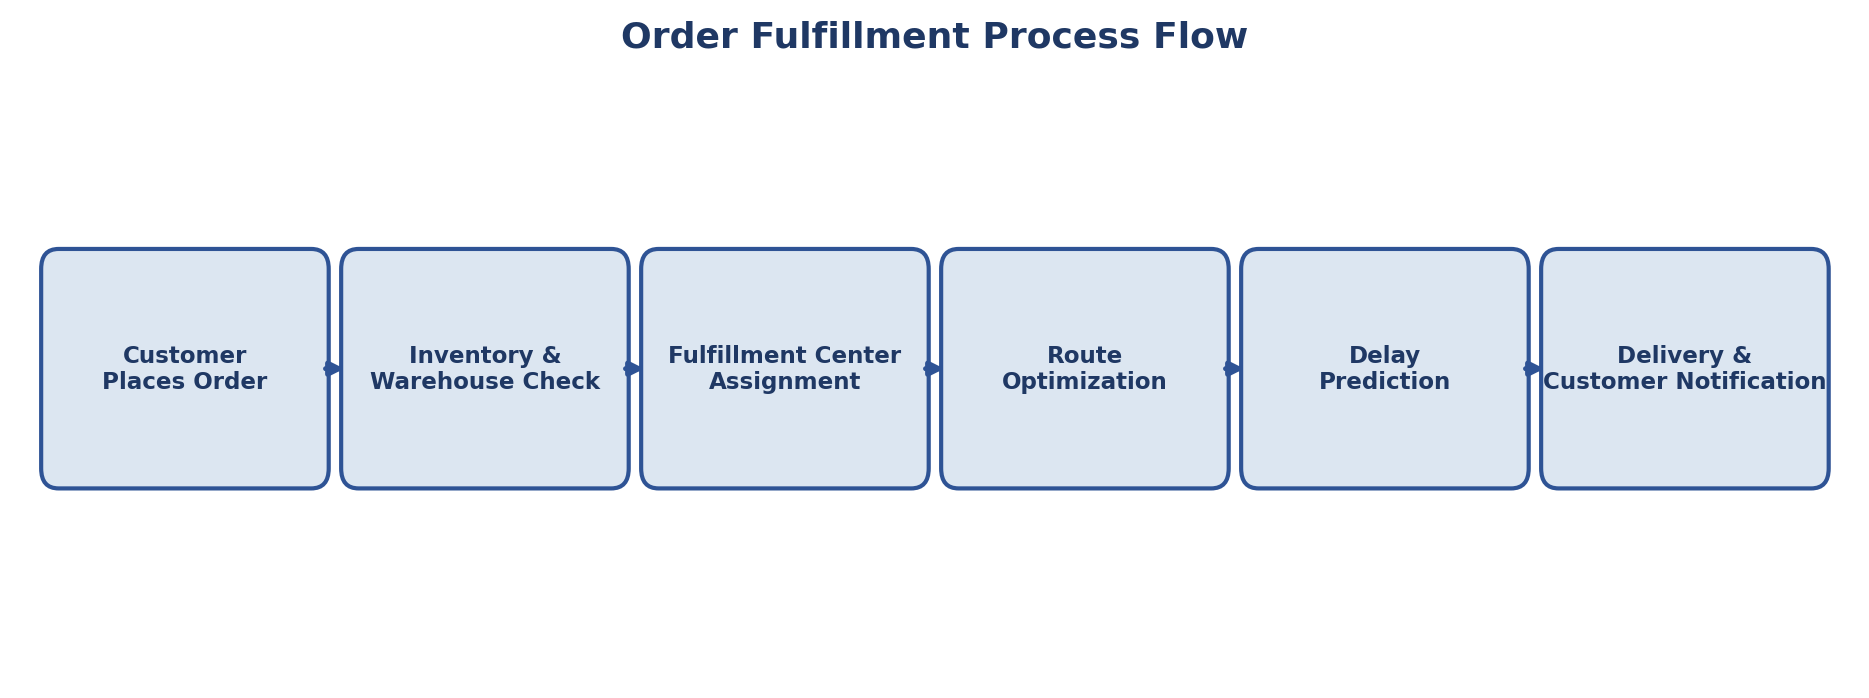 Order Fulfillment Process Flow
Customer
Places Order
Inventory &
Warehouse Check
Fulfillment Center
Assignment
Route
Optimization
Delay
Prediction
Delivery &
Customer Notification